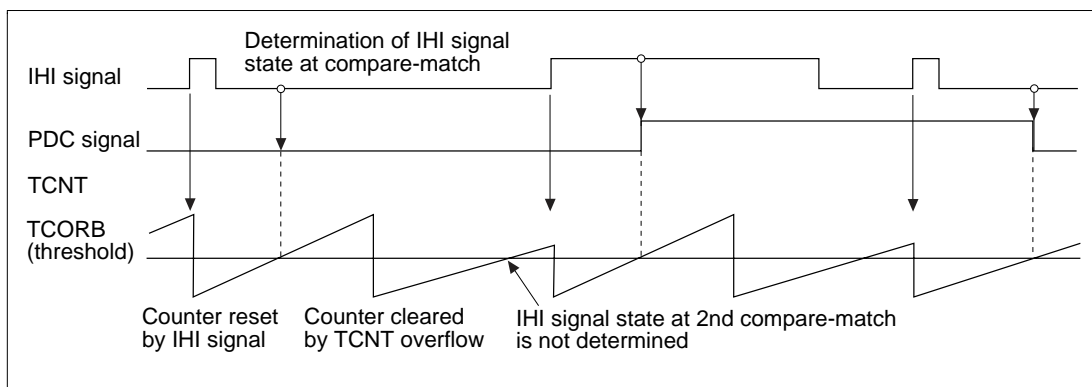 Determination of IHI signal
state at compare-match
IHI signal
PDC signal
TCNT
TCORB
(threshold)
Counter reset
by IHI signal
Counter cleared
by TCNT overflow
IHI signal state at 2nd compare-match
is not determined